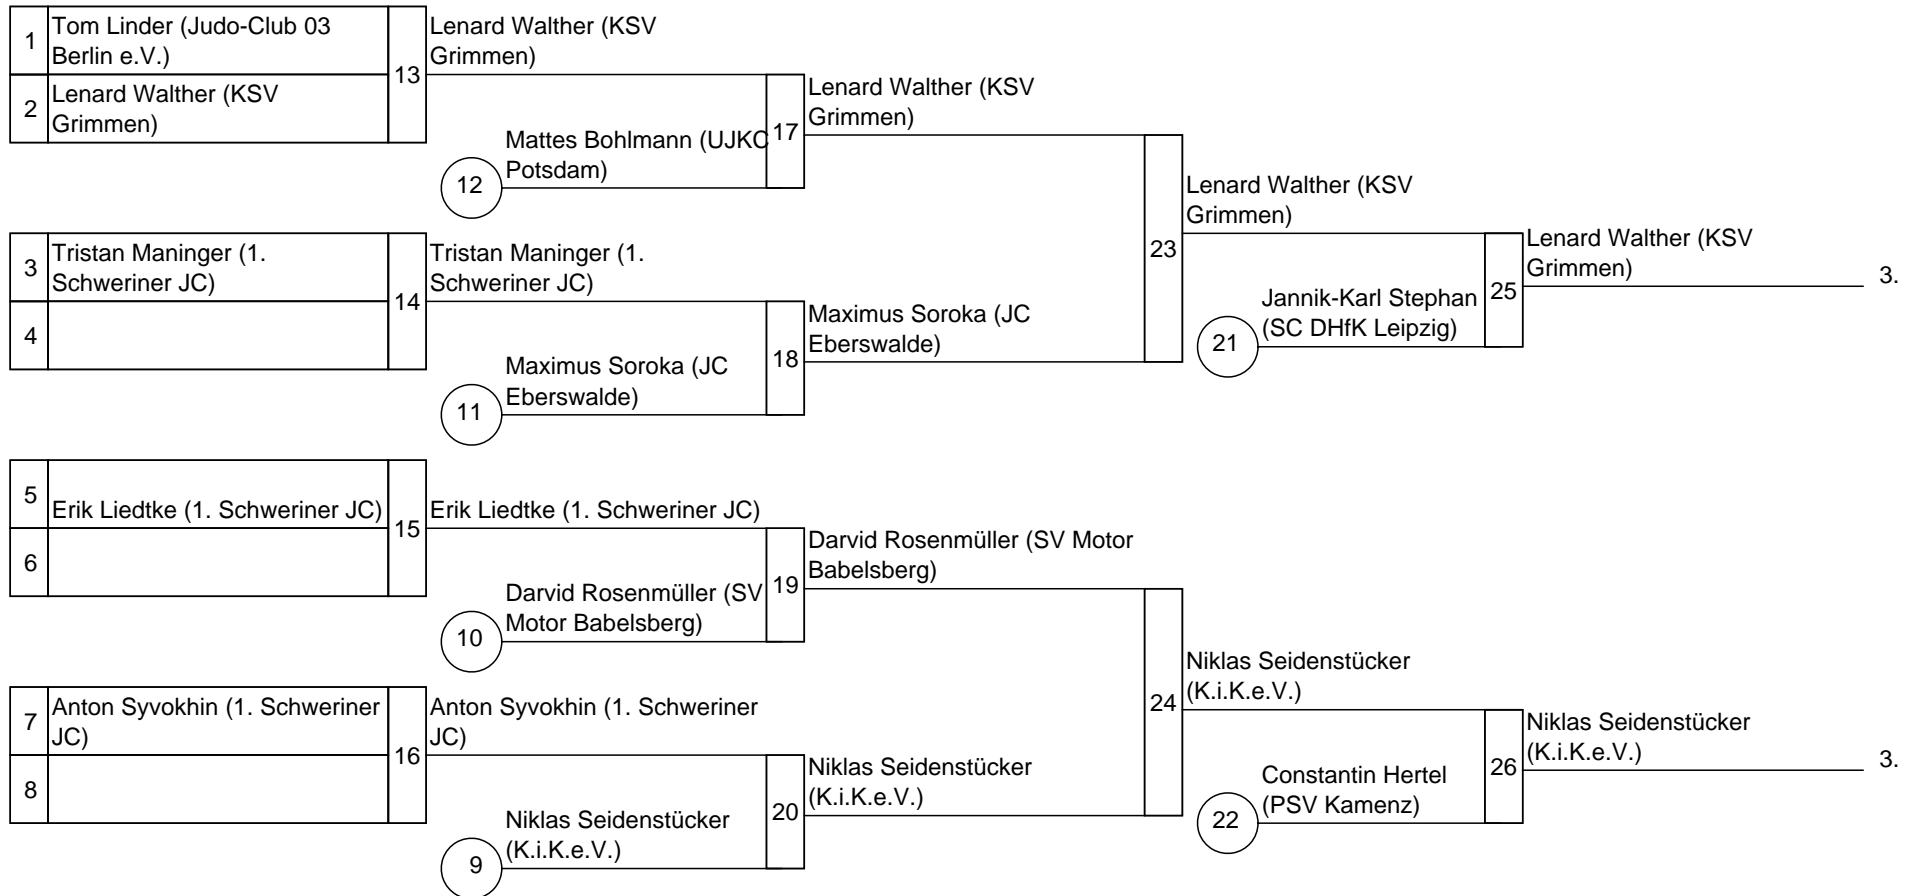 1
Tom Linder (Judo-Club 03
Berlin e.V.)
2
Lenard Walther (KSV
Grimmen)
13
Lenard Walther (KSV
Grimmen)
12
Mattes Bohlmann (UJKC
Potsdam)
17
Lenard Walther (KSV
Grimmen)
3
Tristan Maninger (1.
Schweriner JC)
4
14
Tristan Maninger (1.
Schweriner JC)
11
Maximus Soroka (JC
Eberswalde)
18
Maximus Soroka (JC
Eberswalde)
23
Lenard Walther (KSV
Grimmen)
21
Jannik-Karl Stephan
(SC DHfK Leipzig)
25
Lenard Walther (KSV
Grimmen)
3.
5
Erik Liedtke (1. Schweriner JC)
6
15
Erik Liedtke (1. Schweriner JC)
10
Darvid Rosenmüller (SV
Motor Babelsberg)
19
Darvid Rosenmüller (SV Motor
Babelsberg)
7
Anton Syvokhin (1. Schweriner
JC)
8
16
Anton Syvokhin (1. Schweriner
JC)
9
Niklas Seidenstücker
(K.i.K.e.V.)
20
Niklas Seidenstücker
(K.i.K.e.V.)
24
Niklas Seidenstücker
(K.i.K.e.V.)
22
Constantin Hertel
(PSV Kamenz)
26
Niklas Seidenstücker
(K.i.K.e.V.)
3.